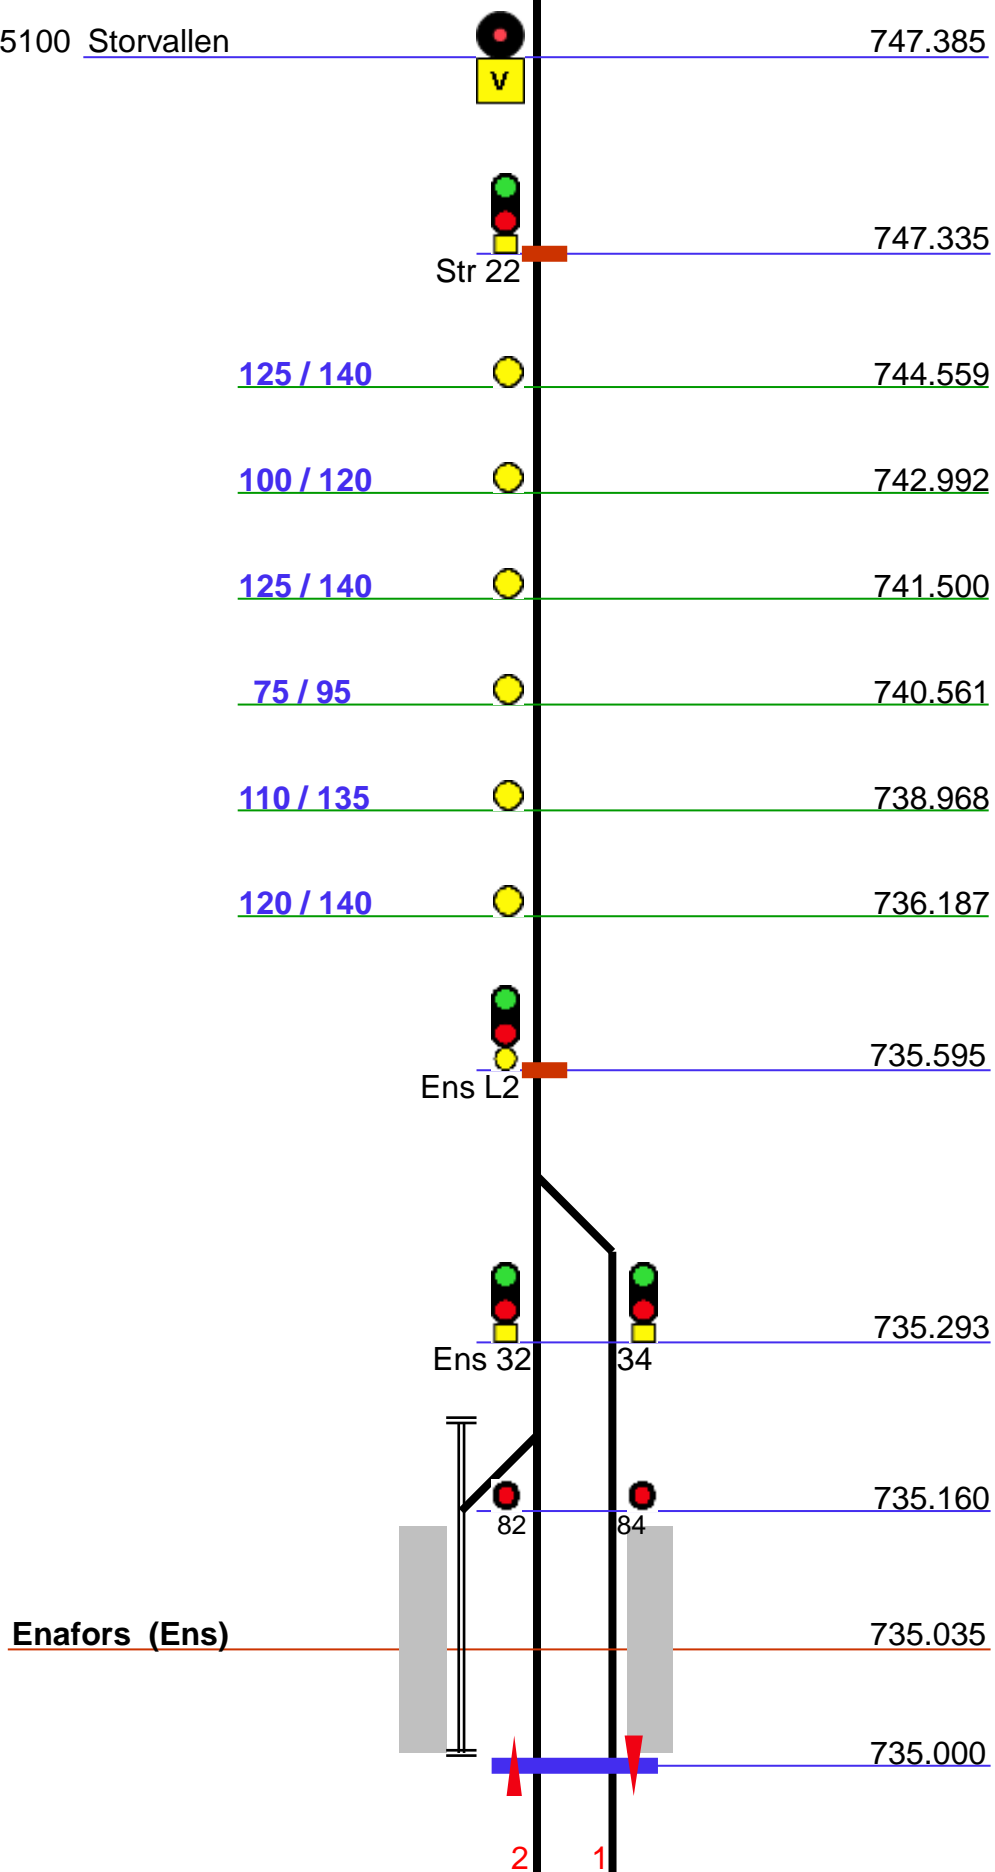 5100 Storvallen 747.385
V
747.335
Str 22
125 / 140 744.559
100 / 120 742.992
125 / 140 741.500
75 / 95 740.561
110 / 135 738.968
120 / 140 736.187
735.595
Ens L2
735.293
Ens 32 34
735.160
82 84
Enafors (Ens) 735.035
735.000
2 1